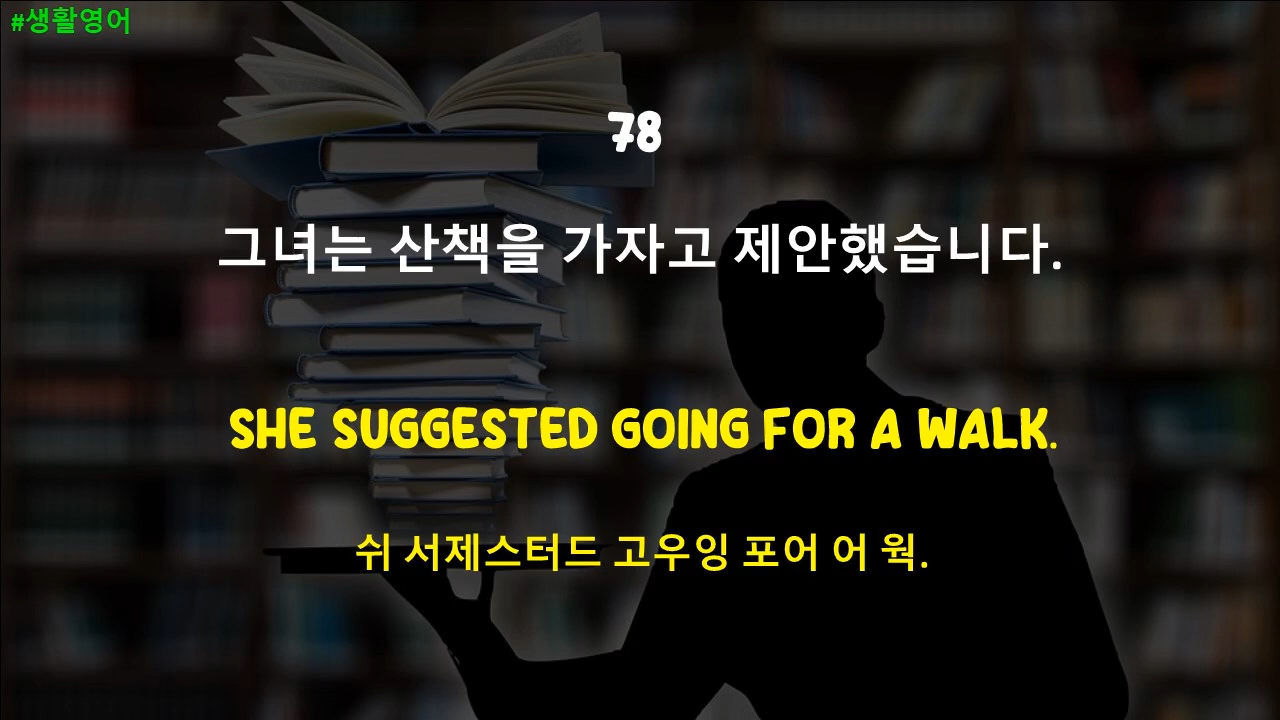 #생활영어
78
그녀는 산책을 가자고 제안했습니다.
SHE SUGGESTED GOING FOR A WALK.
쉬 서제스터드 고우잉 포어 어 웍.